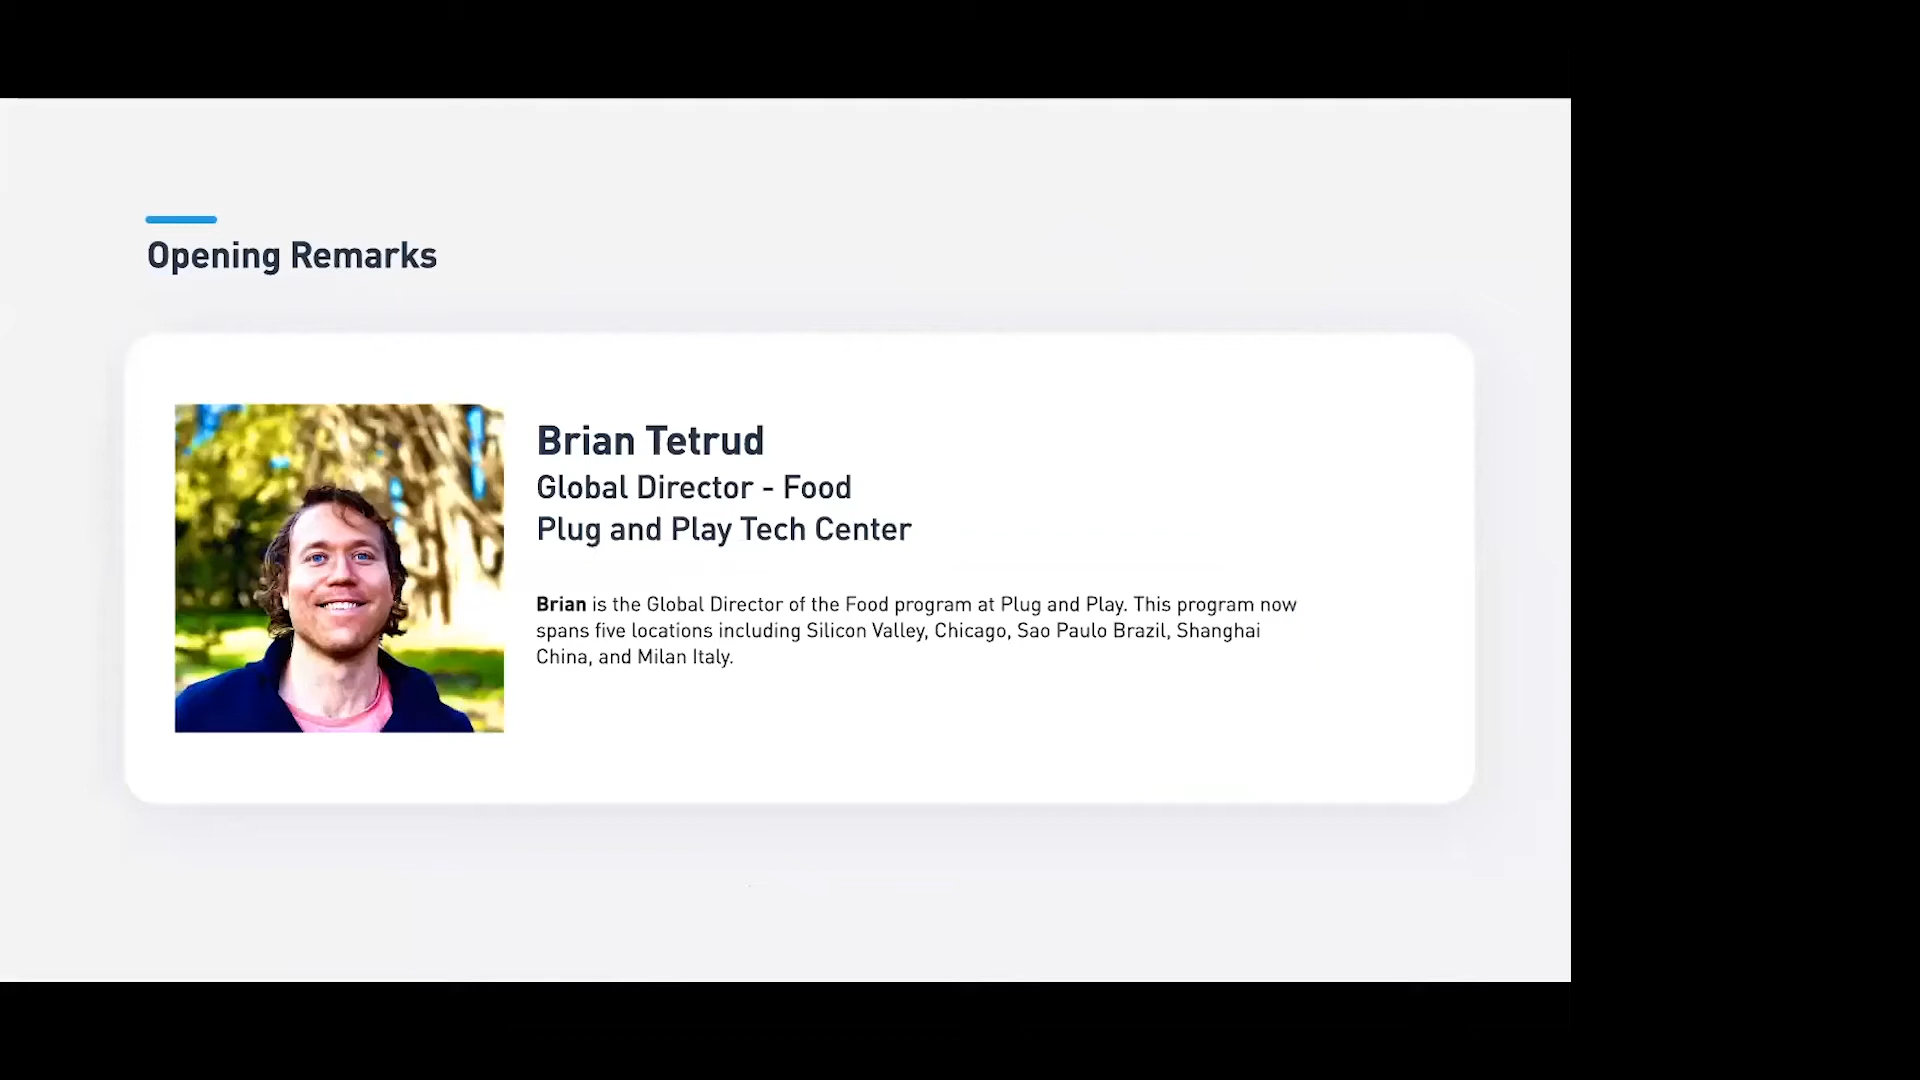 Opening Remarks
Brian Tetrud
Global Director - Food
Plug and Play Tech Center
Brian is the Global Director of the Food program at Plug and Play. This program now
spans five locations including Silicon Valley, Chicago, Sao Paulo Brazil, Shanghai
China, and Milan Italy.